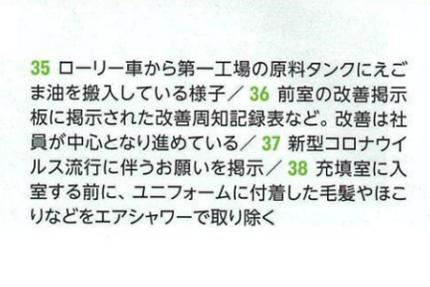 35 ローリー車から第一工場の原料タンクにえご
ま油を搬入している様子／ 36 前室の改善掲示
板に掲示された改善周知記録表など。改善は社
員が中心となり進めている／ 37 新型コロナウイ
ルス流行に伴うお願いを掲示／ 38 充填室に入
室する前に、ユニフォームに付着した毛髪やほこ
りなどをエアシャワーで取り除く